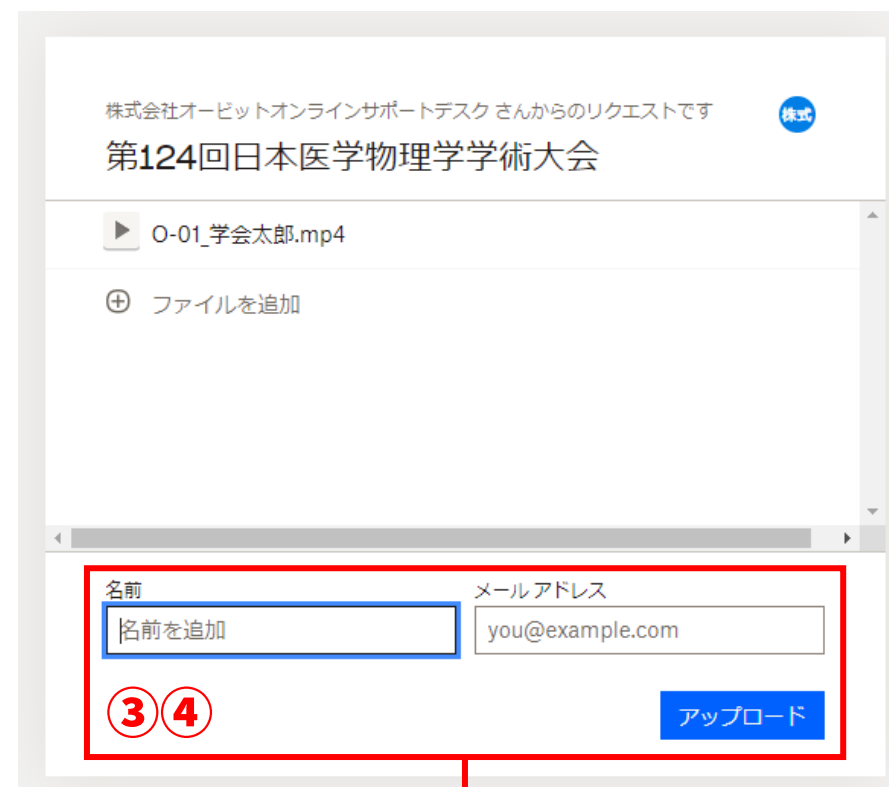 株式会社オービットオンラインサポートデスク さんからのリクエストです
株式
第124回日本医学物理学学術大会
O-01_学会太郎.mp4
ファイルを追加
名前
メール アドレス
名前を追加
you@example.com
③④
アップロード